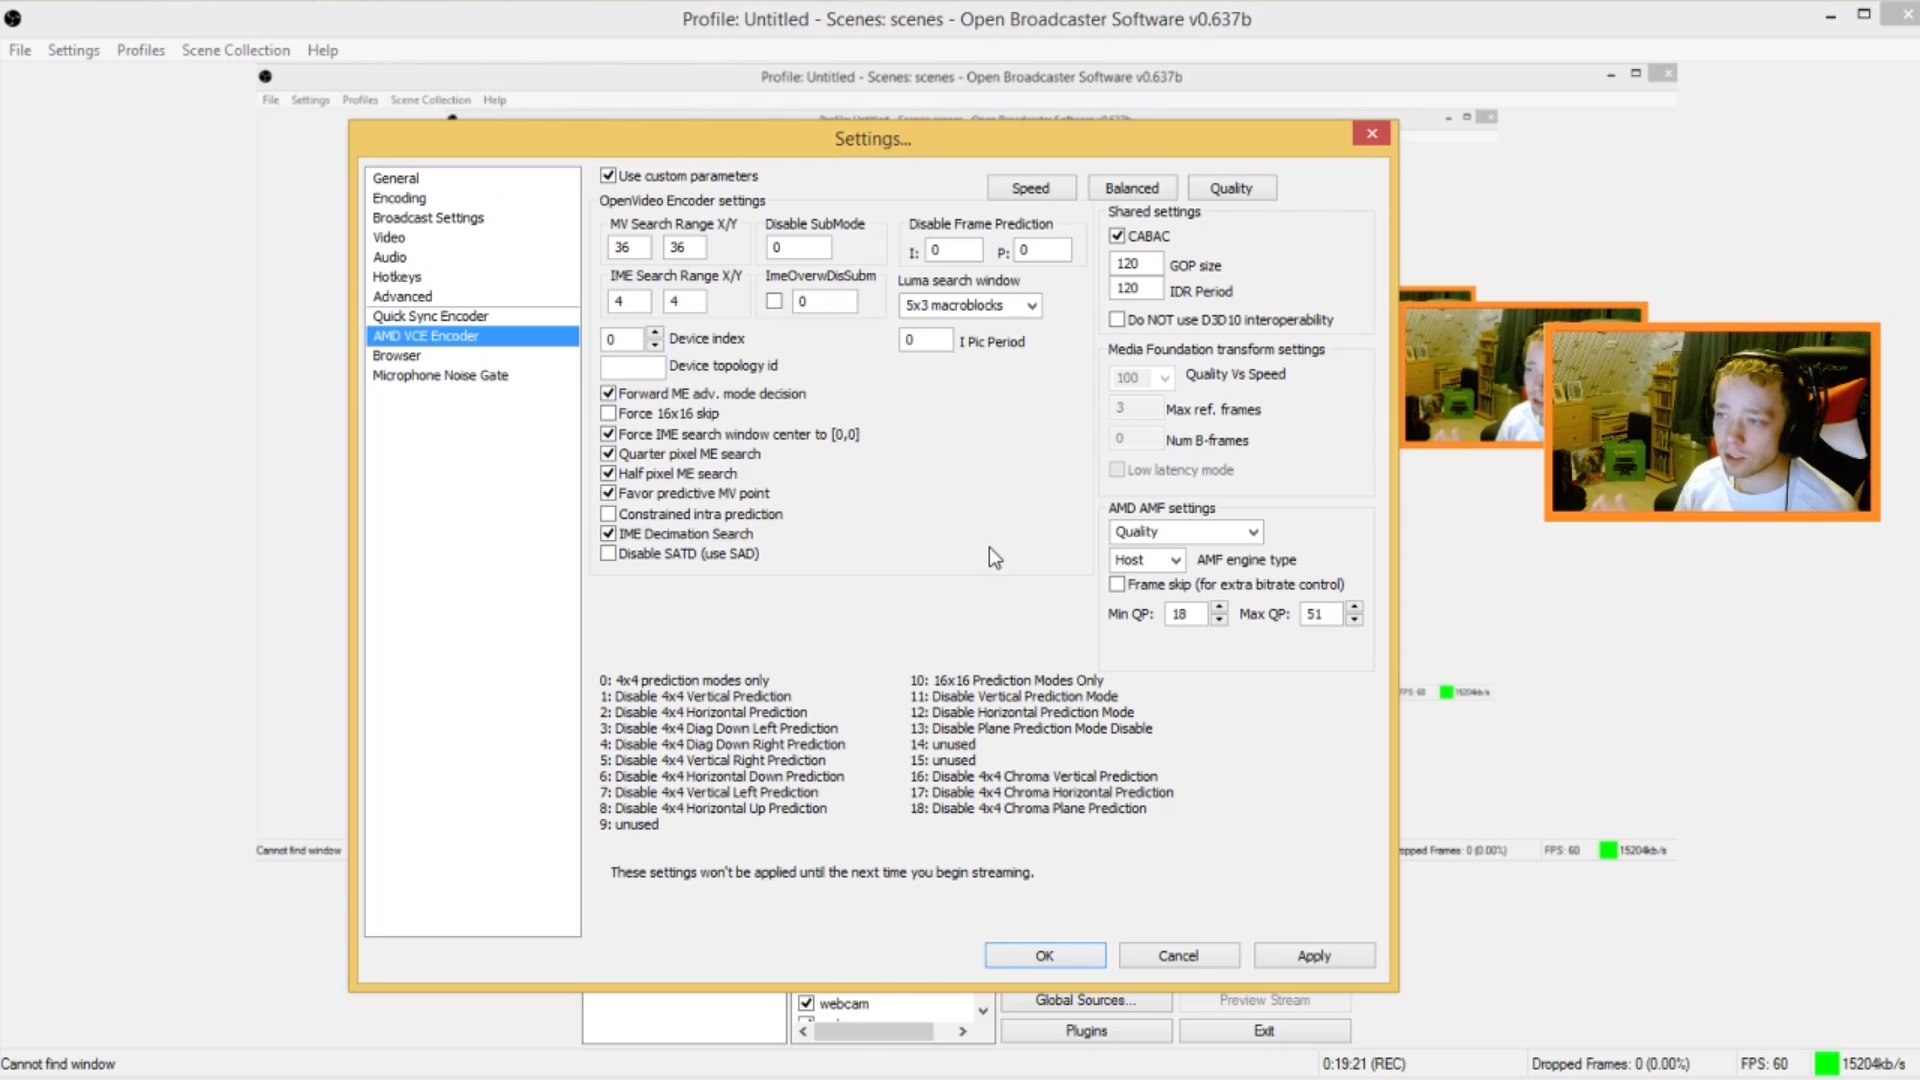 Profile: Untitled - Scenes: scenes - Open Broadcaster Software v0.637b
File Settings Profiles Scene Collection Help
Profile: Untitled - Scenes: scenes - Open Broadcaster Software v0.637b
File Settings Profiles Scene Collection Help
Settings...
General
Encoding
Broadcast Settings
Video
Audio
Hotkeys
Advanced
Quick Sync Encoder
AMD VCE Encoder
Browser
Microphone Noise Gate
Use custom parameters
Speed Balanced Quality
OpenVideo Encoder settings
MV Search Range X/Y
36 36
Disable SubMode
0
Disable Frame Prediction
I: 0 P: 0
IME Search Range X/Y
4 4
ImeOverwDisSubm
0
Luma search window
5x3 macroblocks
0 Device index
0 I Pic Period
Device topology id
Forward ME adv. mode decision
Force 16x16 skip
Force IME search window center to [0,0]
Quarter pixel ME search
Half pixel ME search
Favor predictive MV point
Constrained intra prediction
IME Decimation Search
Disable SATD (use SAD)
Shared settings
CABAC
120 GOP size
120 IDR Period
Do NOT use D3D10 interoperability
Media Foundation transform settings
100 Quality Vs Speed
3 Max ref. frames
0 Num B-frames
Low latency mode
AMD AMF settings
Quality
Host AMF engine type
Frame skip (for extra bitrate control)
Min QP: 18 Max QP: 51
0: 4x4 prediction modes only
1: Disable 4x4 Vertical Prediction
2: Disable 4x4 Horizontal Prediction
3: Disable 4x4 Diag Down Left Prediction
4: Disable 4x4 Diag Down Right Prediction
5: Disable 4x4 Vertical Right Prediction
6: Disable 4x4 Horizontal Down Prediction
7: Disable 4x4 Vertical Left Prediction
8: Disable 4x4 Horizontal Up Prediction
9: unused
10: 16x16 Prediction Modes Only
11: Disable Vertical Prediction Mode
12: Disable Horizontal Prediction Mode
13: Disable Plane Prediction Mode Disable
14: unused
15: unused
16: Disable 4x4 Chroma Vertical Prediction
17: Disable 4x4 Chroma Horizontal Prediction
18: Disable 4x4 Chroma Plane Prediction
These settings won't be applied until the next time you begin streaming.
OK Cancel Apply
FPS: 60 15204kb/s
Cannot find window
opped Frames: 0 (0.00%) FPS: 60 15204kb/s
webcam
Global Sources... Preview Stream
Plugins Exit
Cannot find window 0:19:21 (REC) Dropped Frames: 0 (0.00%) FPS: 60 15204kb/s